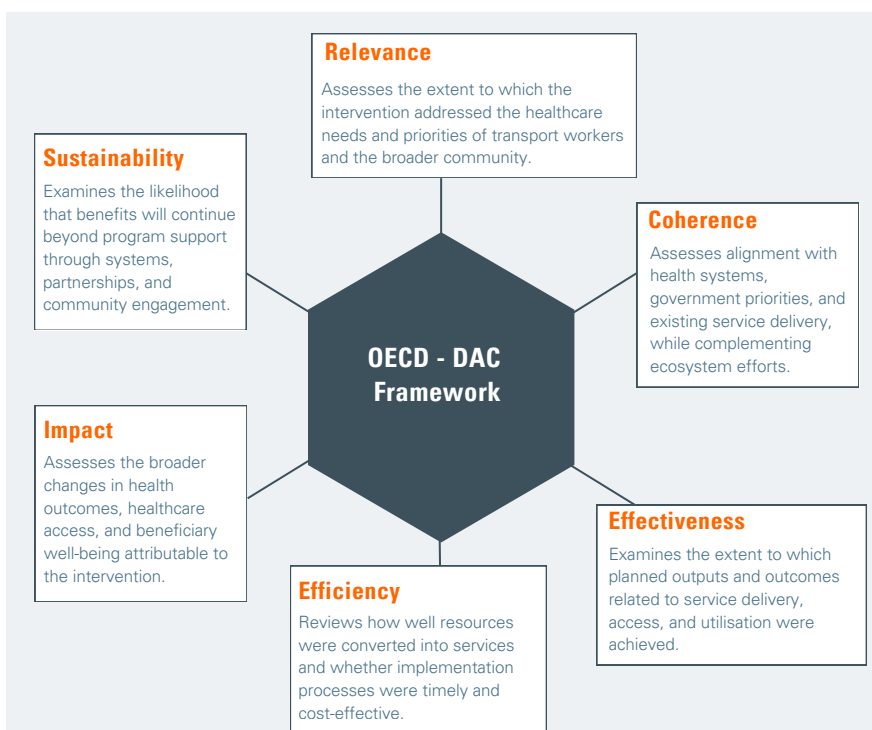 Relevance
Assesses the extent to which the
intervention addressed the healthcare
needs and priorities of transport workers
and the broader community.
Sustainability
Examines the likelihood
that benefits will continue
beyond program support
through systems,
partnerships, and
community engagement.
Coherence
Assesses alignment with
health systems,
government priorities, and
existing service delivery,
while complementing
ecosystem efforts.
OECD - DAC
Framework
Impact
Assesses the broader
changes in health
outcomes, healthcare
access, and beneficiary
well-being attributable to
the intervention.
Effectiveness
Examines the extent to which
planned outputs and outcomes
related to service delivery,
access, and utilisation were
achieved.
Efficiency
Reviews how well resources
were converted into services
and whether implementation
processes were timely and
cost-effective.